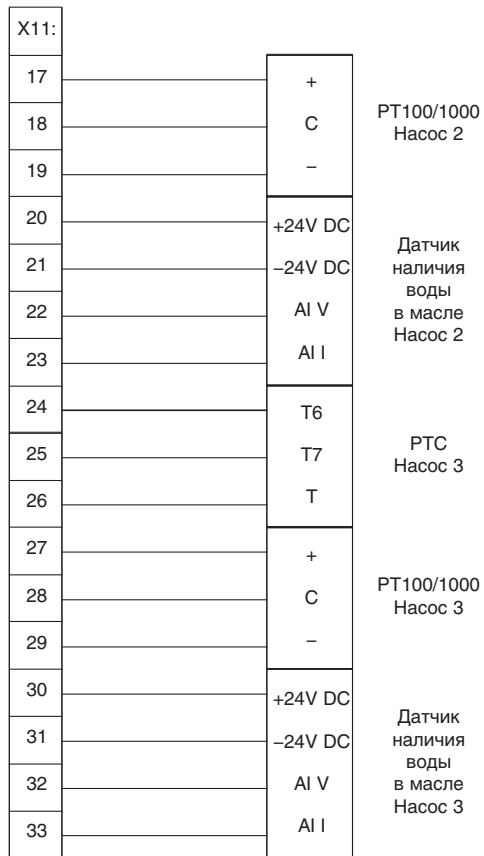 X11:
17 +
18 C
19 –
PT100/1000
Насос 2
20 +24V DC
21 –24V DC
22 AI V
23 AI I
Датчик
наличия
воды
в масле
Насос 2
24 T6
25 T7
26 T
PTC
Насос 3
27 +
28 C
29 –
PT100/1000
Насос 3
30 +24V DC
31 –24V DC
32 AI V
33 AI I
Датчик
наличия
воды
в масле
Насос 3